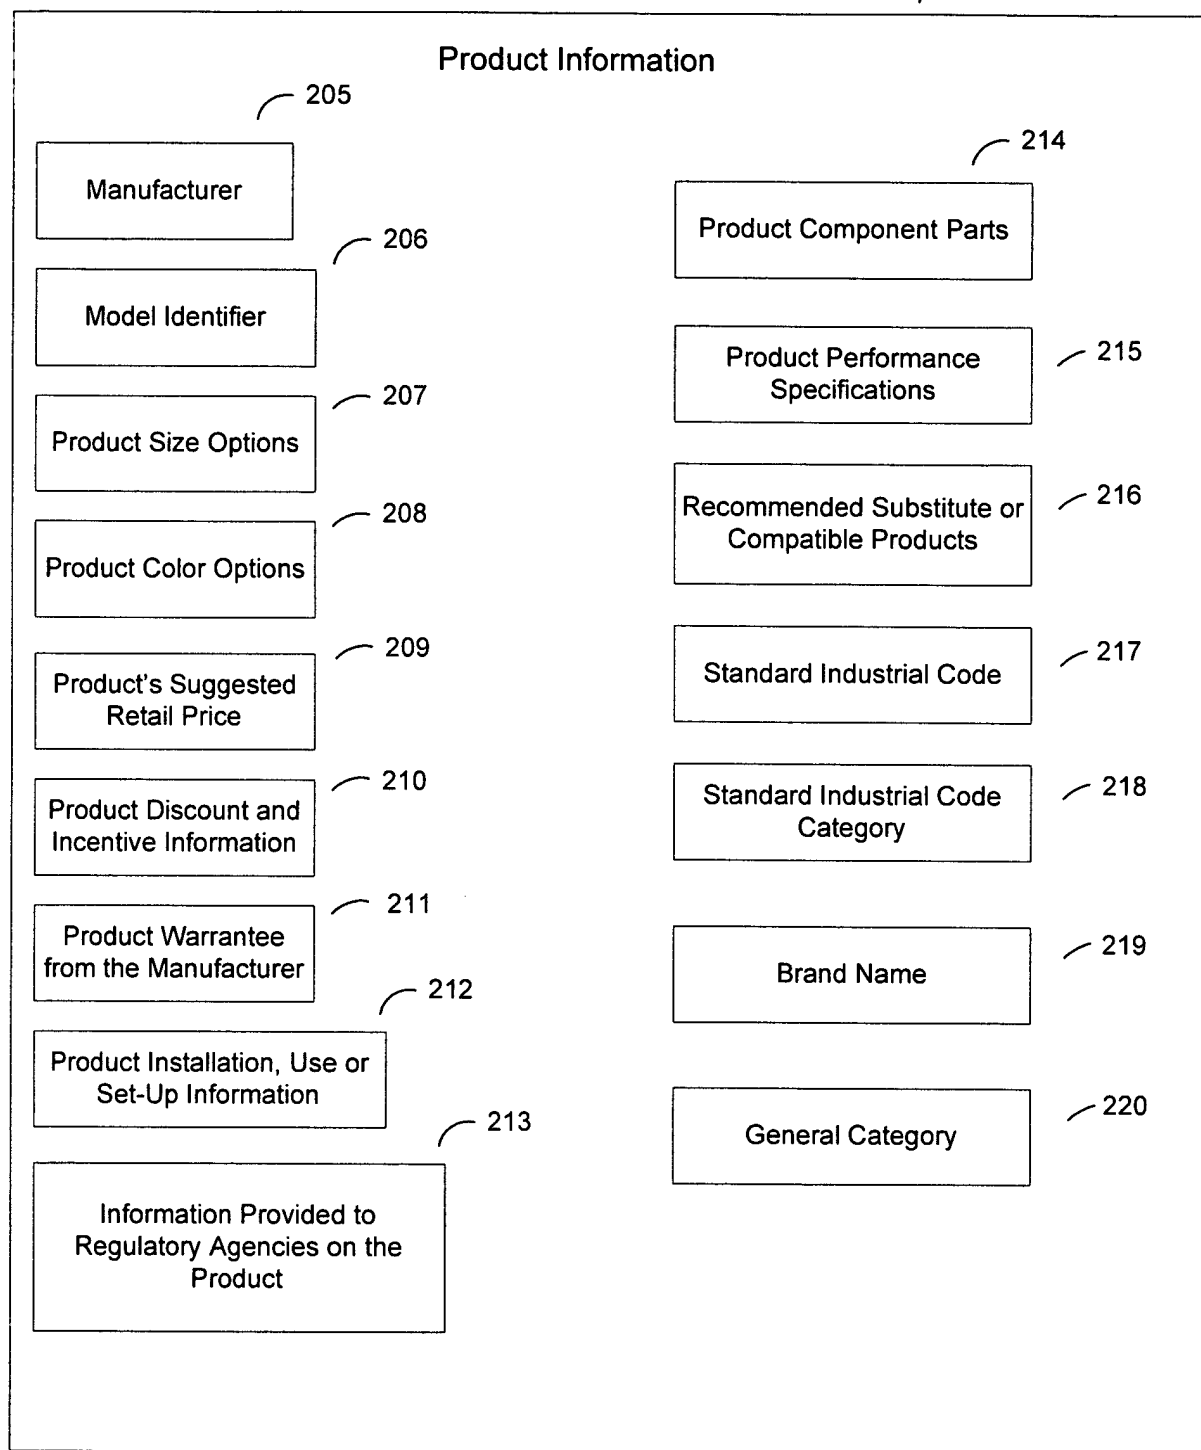 Product Information
205
Manufacturer
206
Model Identifier
207
Product Size Options
208
Product Color Options
209
Product's Suggested
Retail Price
210
Product Discount and
Incentive Information
211
Product Warrantee
from the Manufacturer
212
Product Installation, Use or
Set-Up Information
213
Information Provided to
Regulatory Agencies on the
Product
214
Product Component Parts
215
Product Performance
Specifications
216
Recommended Substitute or
Compatible Products
217
Standard Industrial Code
218
Standard Industrial Code
Category
219
Brand Name
220
General Category